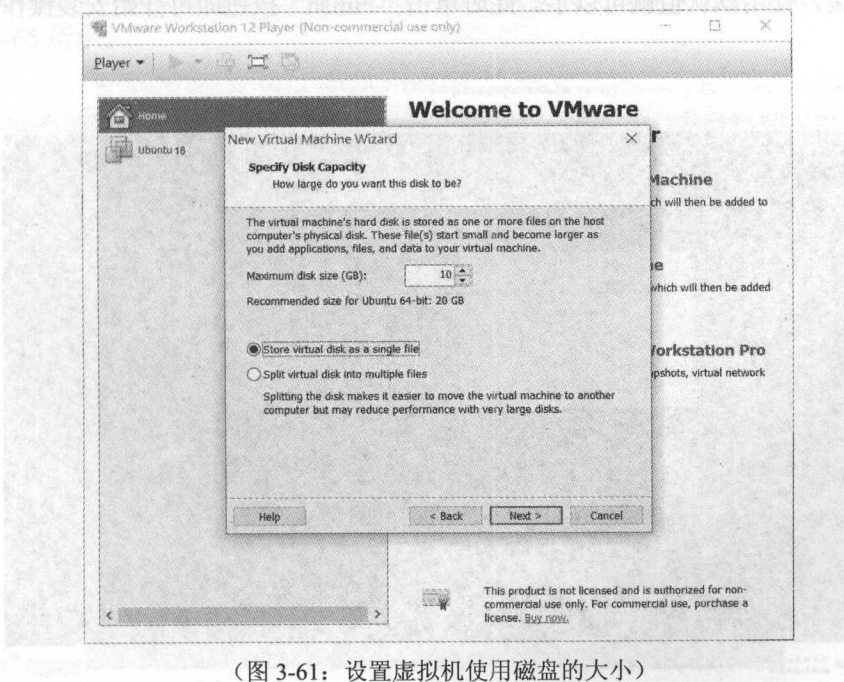 VMware Workstation 12 Player (Non-commercial use only)
Player
Home
Welcome to VMware
r
Ubuntu 16
New Virtual Machine Wizard
Specify Disk Capacity
How large do you want this disk to be?
Machine
ch will then be added to
The virtual machine's hard disk is stored as one or more files on the host
computer's physical disk. These file(s) start small and become larger as
you add applications, files, and data to your virtual machine.
e
Maximum disk size (GB): 10
which will then be added
Recommended size for Ubuntu 64-bit: 20 GB
Store virtual disk as a single file
Workstation Pro
pshots, virtual network
Split virtual disk into multiple files
Splitting the disk makes it easier to move the virtual machine to another
computer but may reduce performance with very large disks.
Help
< Back
Next >
Cancel
This product is not licensed and is authorized for non-
commercial use only. For commercial use, purchase a
license. Buy now.
(图 3-61:设置虚拟机使用磁盘的大小)